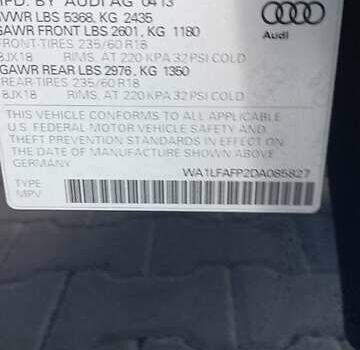 MFD. BY AUDI AG 04 13
GVWR LBS 5368, KG 2435
GAWR FRONT LBS 2601, KG 1180
FRONT-TIRES 235/60 R18
8JX18 RIMS, AT 220 KPA 32 PSI COLD
GAWR REAR LBS 2976, KG 1350
REAR-TIRES 235/60 R18
8JX18 RIMS, AT 220 KPA 32 PSI COLD
Audi
THIS VEHICLE CONFORMS TO ALL APPLICABLE
U.S. FEDERAL MOTOR VEHICLE SAFETY AND
THEFT PREVENTION STANDARDS IN EFFECT ON
THE DATE OF MANUFACTURE SHOWN ABOVE
GERMANY WA1LFAFP2DA085827
TYPE:
MPV